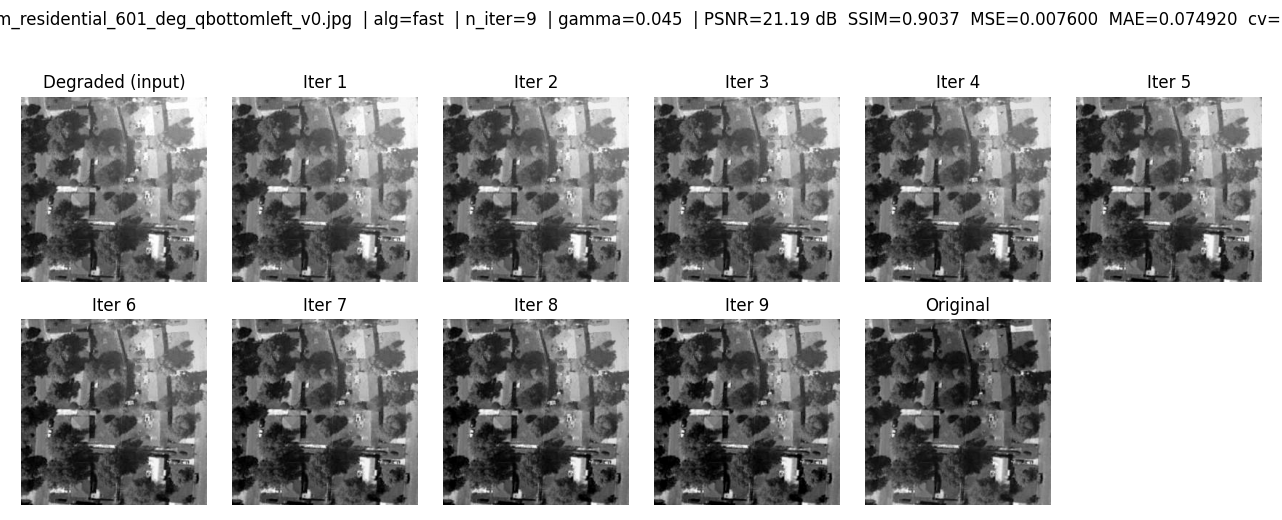 m_residential_601_deg_qbottomleft_v0.jpg | alg=fast | n_iter=9 | gamma=0.045 | PSNR=21.19 dB SSIM=0.9037 MSE=0.007600 MAE=0.074920 cv=
Degraded (input) Iter 1 Iter 2 Iter 3 Iter 4 Iter 5
Iter 6 Iter 7 Iter 8 Iter 9 Original